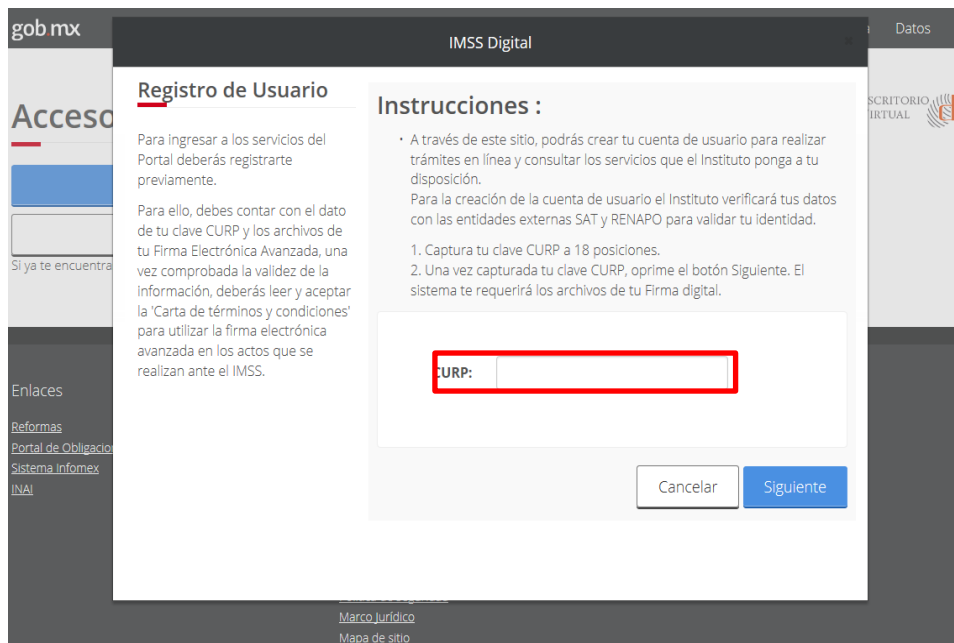 gob mx
IMSS Digital
Datos
Acceso
Si ya te encuentra
Registro de Usuario
Para ingresar a los servicios del
Portal deberás registrarte
previamente.
Para ello, debes contar con el dato
de tu clave CURP y los archivos de
tu Firma Electrónica Avanzada, una
vez comprobada la validez de la
información, deberás leer y aceptar
la 'Carta de términos y condiciones'
para utilizar la firma electrónica
avanzada en los actos que se
realizan ante el IMSS.
Instrucciones :
• A través de este sitio, podrás crear tu cuenta de usuario para realizar
trámites en línea y consultar los servicios que el Instituto ponga a tu
disposición.
Para la creación de la cuenta de usuario el Instituto verificará tus datos
con las entidades externas SAT y RENAPO para validar tu identidad.
1. Captura tu clave CURP a 18 posiciones.
2. Una vez capturada tu clave CURP, oprime el botón Siguiente. El
sistema te requerirá los archivos de tu Firma digital.
CURP:
Cancelar
Siguiente
SCRITORIO
IRTUAL
Enlaces
Reformas
Portal de Obligacio
Sistema Infomex
INAI
Marco Jurídico
Mapa de sitio